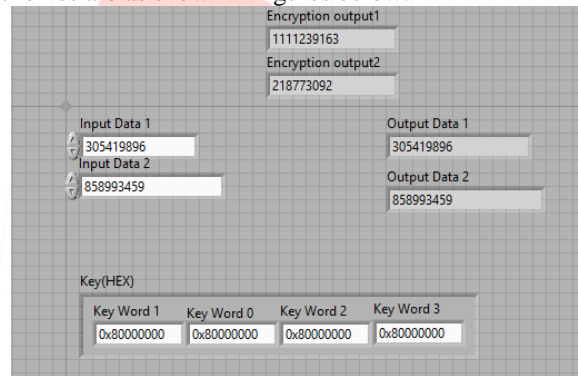 Encryption output1
1111239163
Encryption output2
218773092
Input Data 1
305419896
Input Data 2
858993459
Output Data 1
305419896
Output Data 2
858993459
Key(HEX)
Key Word 1 Key Word 0 Key Word 2 Key Word 3
0x80000000 0x80000000 0x80000000 0x80000000